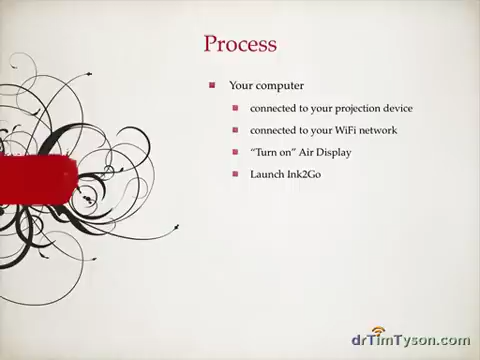 Process
Your computer
connected to your projection device
connected to your WiFi network
“Turn on” Air Display
Launch Ink2Go
drTimTyson.com